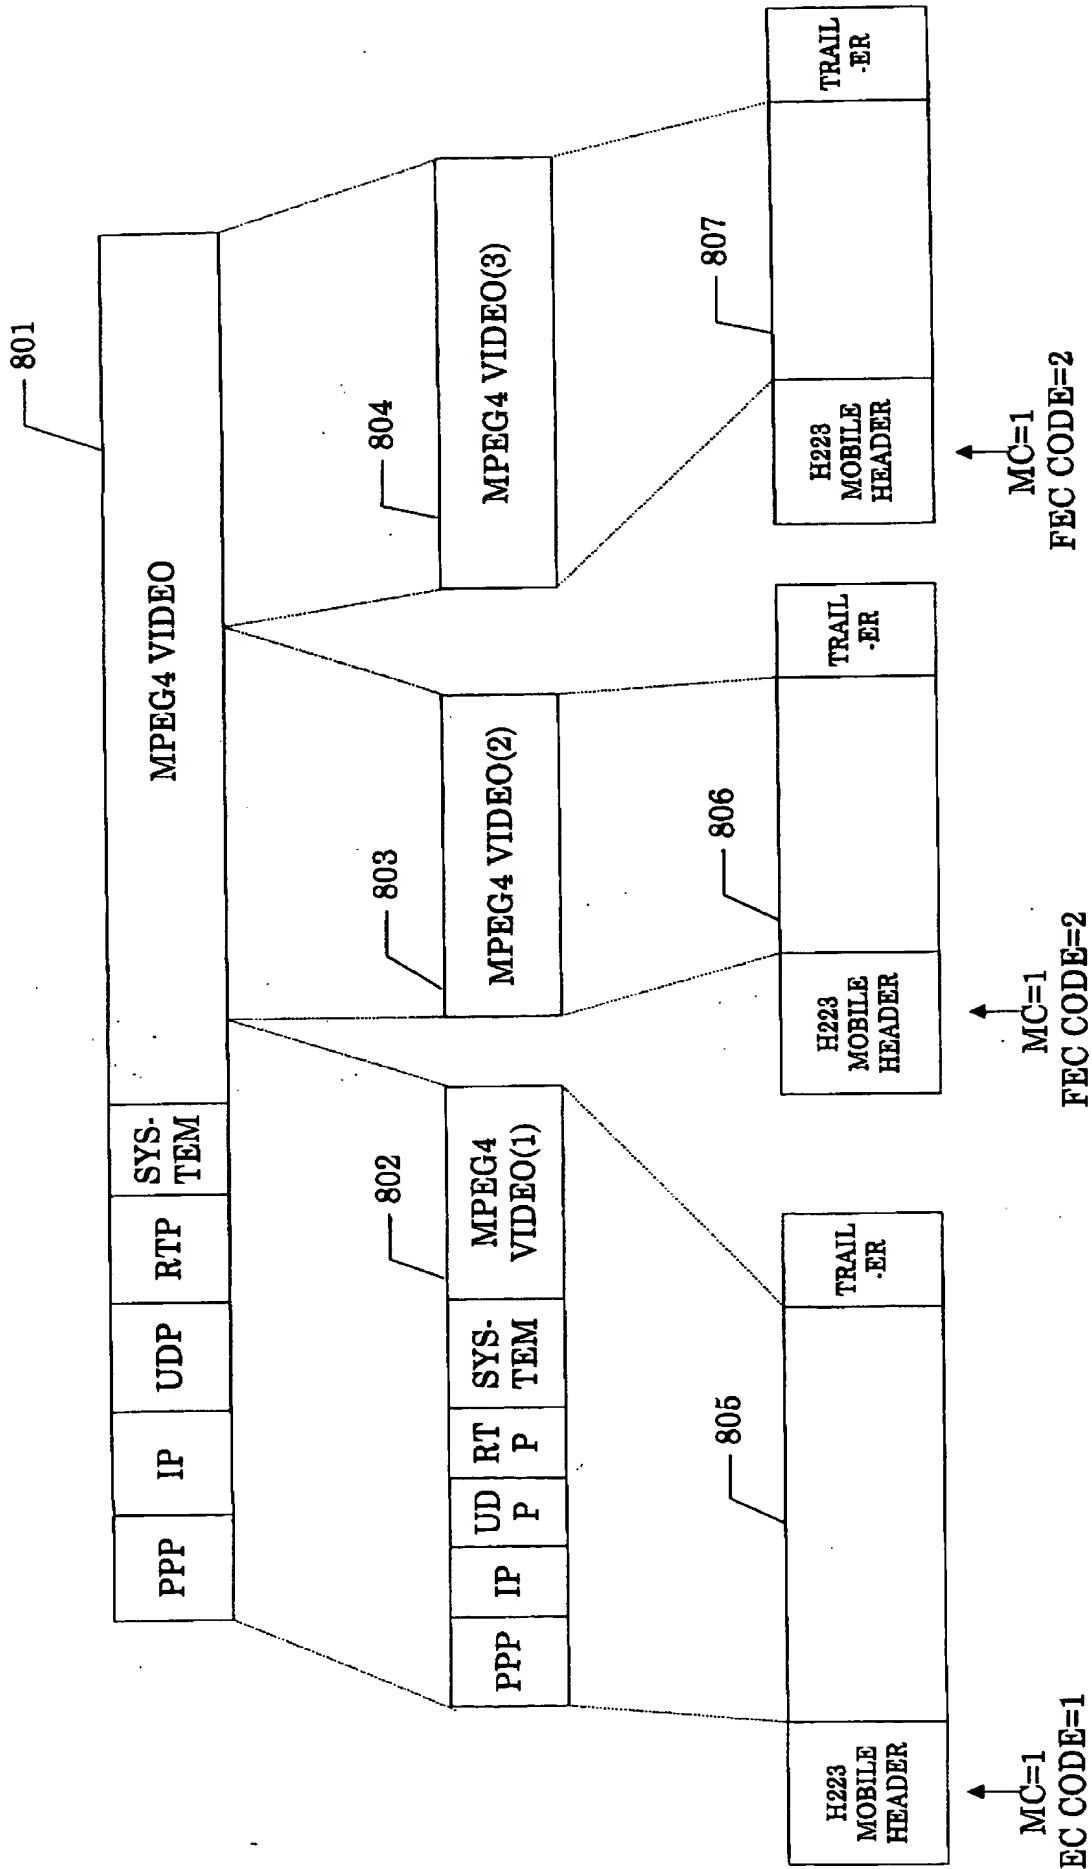 801
PPP
IP
UDP
RTP
SYS-
TEM
MPEG4 VIDEO
802
803
804
PPP
IP
UD
P
RT
P
SYS-
TEM
MPEG4
VIDEO(1)
MPEG4 VIDEO(2)
MPEG4 VIDEO(3)
805
806
807
H223
MOBILE
HEADER
TRAIL
-ER
H223
MOBILE
HEADER
TRAIL
-ER
H223
MOBILE
HEADER
TRAIL
-ER
MC=1
EC CODE=1
MC=1
FEC CODE=2
MC=1
FEC CODE=2